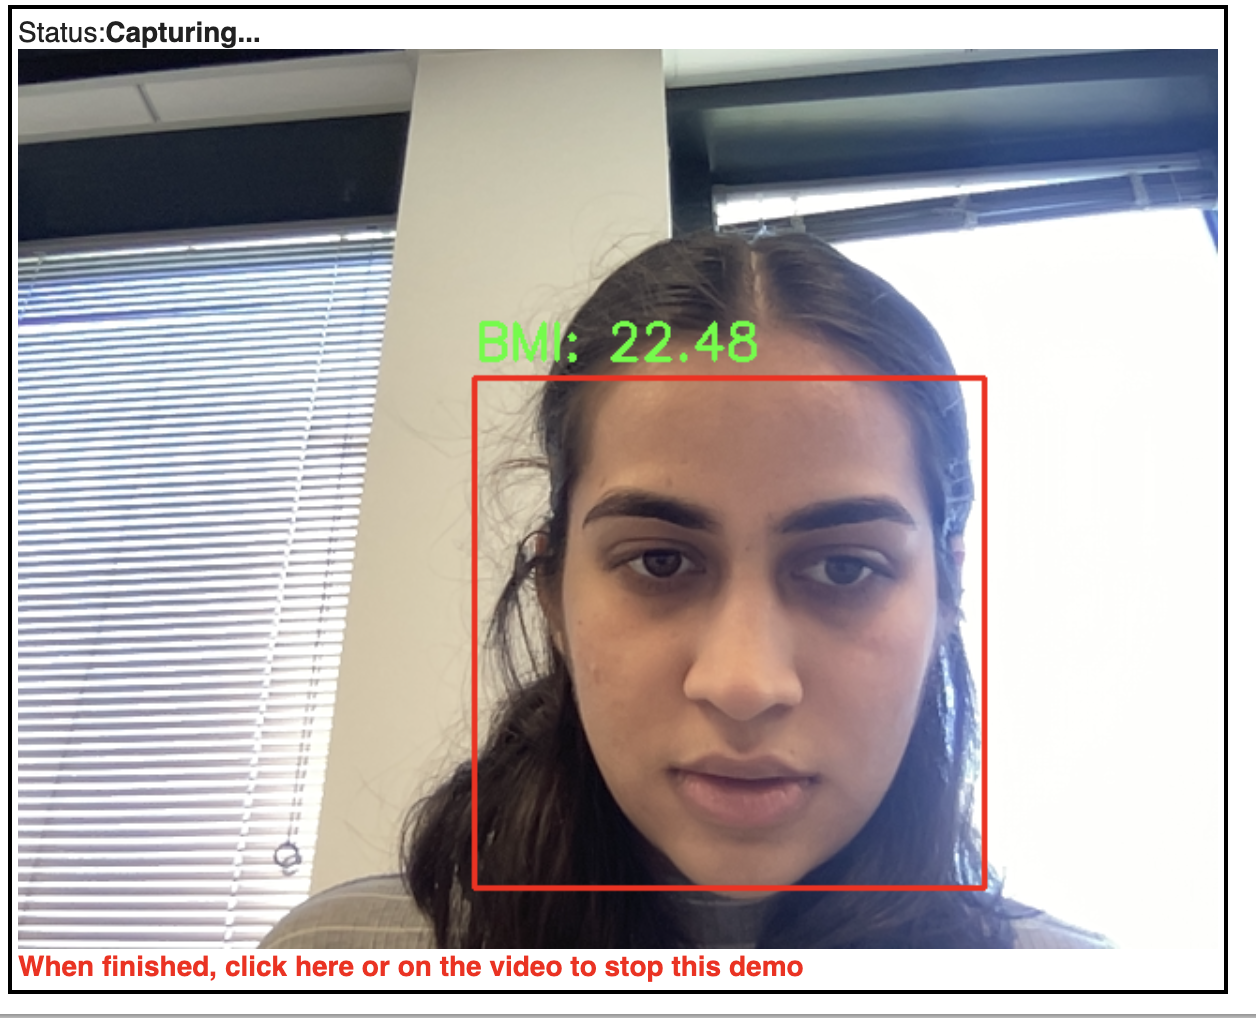 Status:Capturing...
BMI: 22.48
When finished, click here or on the video to stop this demo